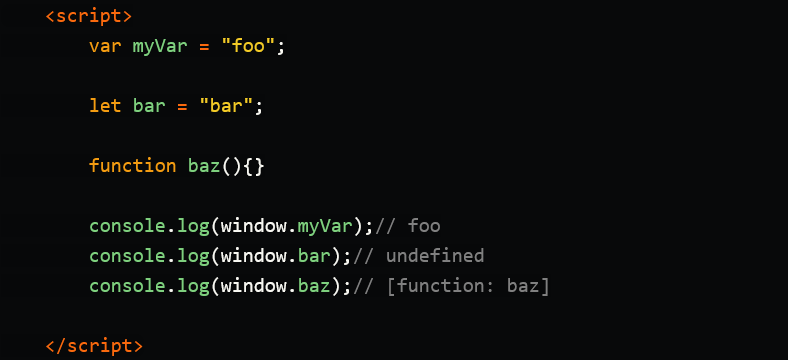 <script>
var myVar = "foo";
let bar = "bar";
function baz(){}
console.log(window.myVar);// foo
console.log(window.bar);// undefined
console.log(window.baz);// [function: baz]
</script>